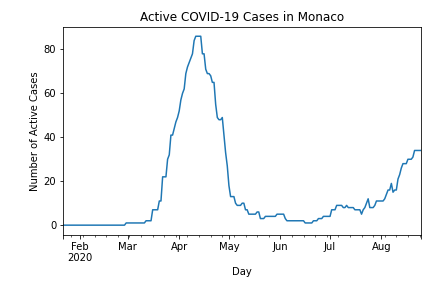 Active COVID-19 Cases in Monaco
Number of Active Cases
80
60
40
20
0
Feb Mar Apr May Jun Jul Aug
2020
Day